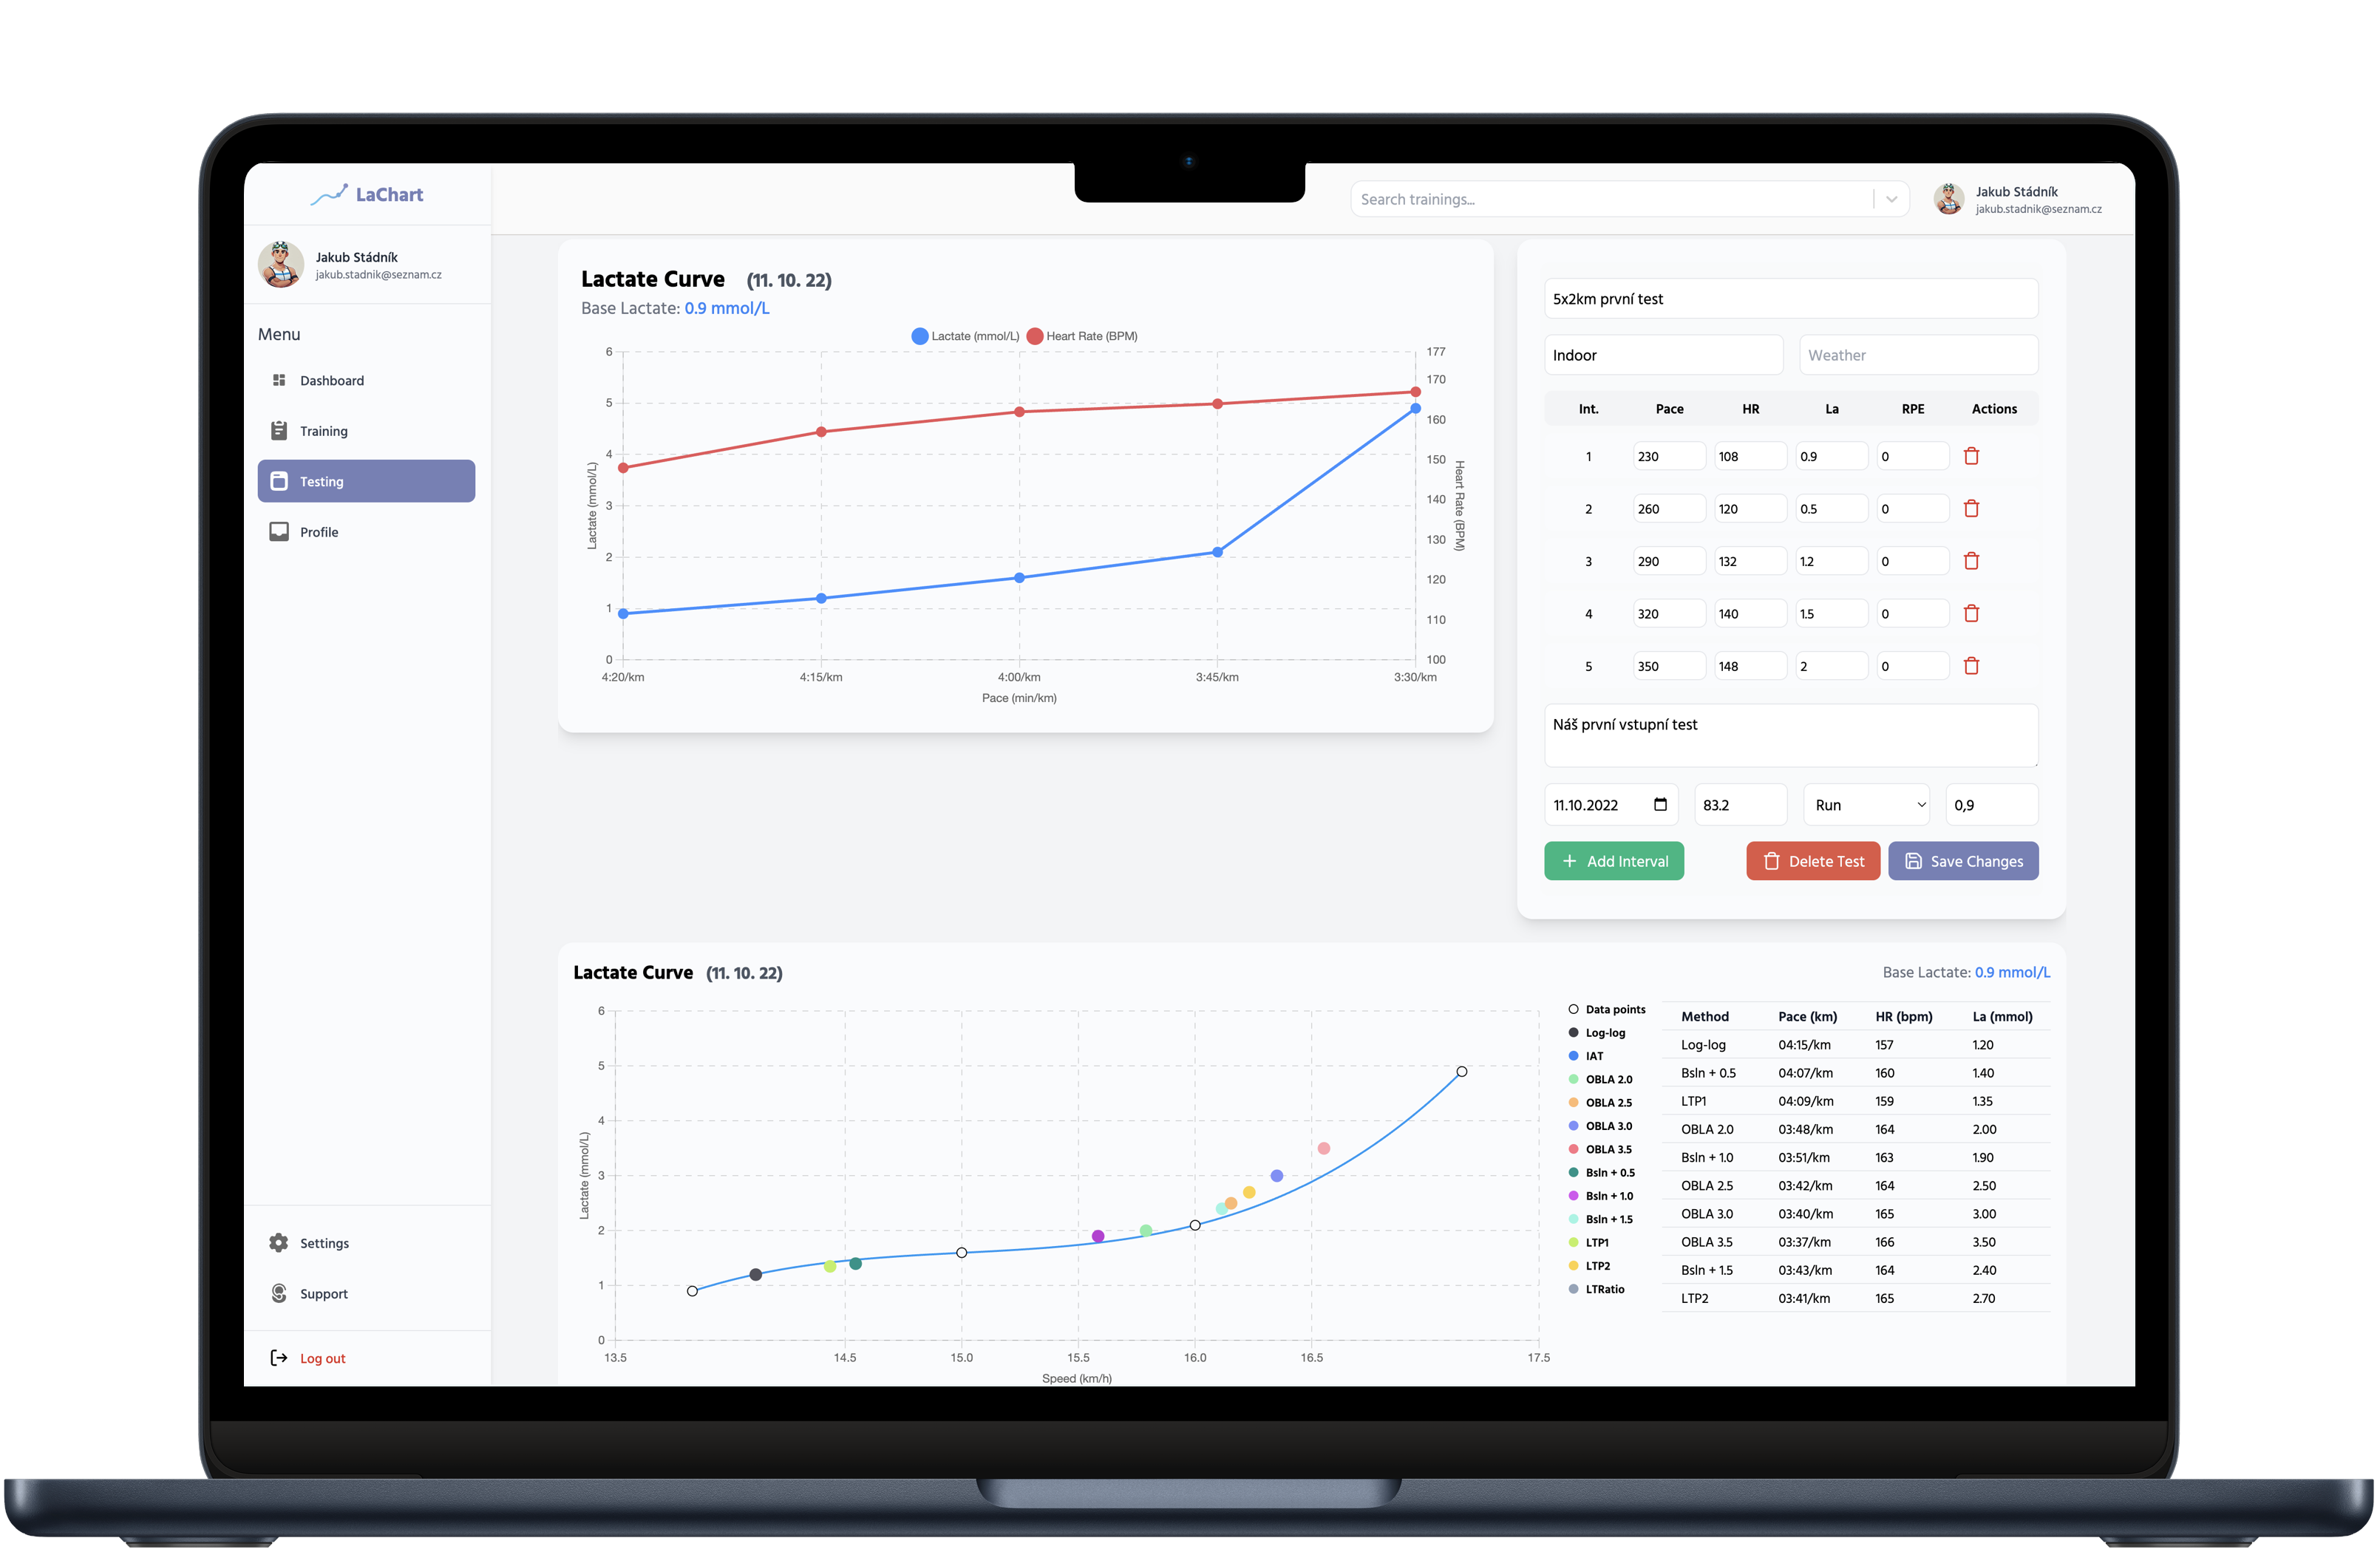 LaChart
Search trainings...
Jakub Stádník
jakub.stadnik@seznam.cz
Jakub Stádník
jakub.stadnik@seznam.cz
Menu
Dashboard
Training
Testing
Profile
Settings
Support
Log out
Lactate Curve (11. 10. 22)
Base Lactate: 0.9 mmol/L
Lactate (mmol/L) Heart Rate (BPM)
6
5
4
3
2
1
0
Lactate (mmol/L)
177
170
160
150
140
130
120
110
100
Heart Rate (BPM)
4:20/km 4:15/km 4:00/km 3:45/km 3:30/km
Pace (min/km)
5x2km první test
Indoor Weather
Int. Pace HR La RPE Actions
1 230 108 0.9 0
2 260 120 0.5 0
3 290 132 1.2 0
4 320 140 1.5 0
5 350 148 2 0
Náš první vstupní test
11.10.2022 83.2 Run 0,9
Add Interval Delete Test Save Changes
Lactate Curve (11. 10. 22)
Base Lactate: 0.9 mmol/L
6
5
4
3
2
1
0
Lactate (mmol/L)
13.5 14.5 15.0 15.5 16.0 16.5 17.5
Speed (km/h)
Data points
Log-log
IAT
OBLA 2.0
OBLA 2.5
OBLA 3.0
OBLA 3.5
Bsln + 0.5
Bsln + 1.0
Bsln + 1.5
LTP1
LTP2
LTRatio
Method Pace (km) HR (bpm) La (mmol)
Log-log 04:15/km 157 1.20
Bsln + 0.5 04:07/km 160 1.40
LTP1 04:09/km 159 1.35
OBLA 2.0 03:48/km 164 2.00
Bsln + 1.0 03:51/km 163 1.90
OBLA 2.5 03:42/km 164 2.50
OBLA 3.0 03:40/km 165 3.00
OBLA 3.5 03:37/km 166 3.50
Bsln + 1.5 03:43/km 164 2.40
LTP2 03:41/km 165 2.70